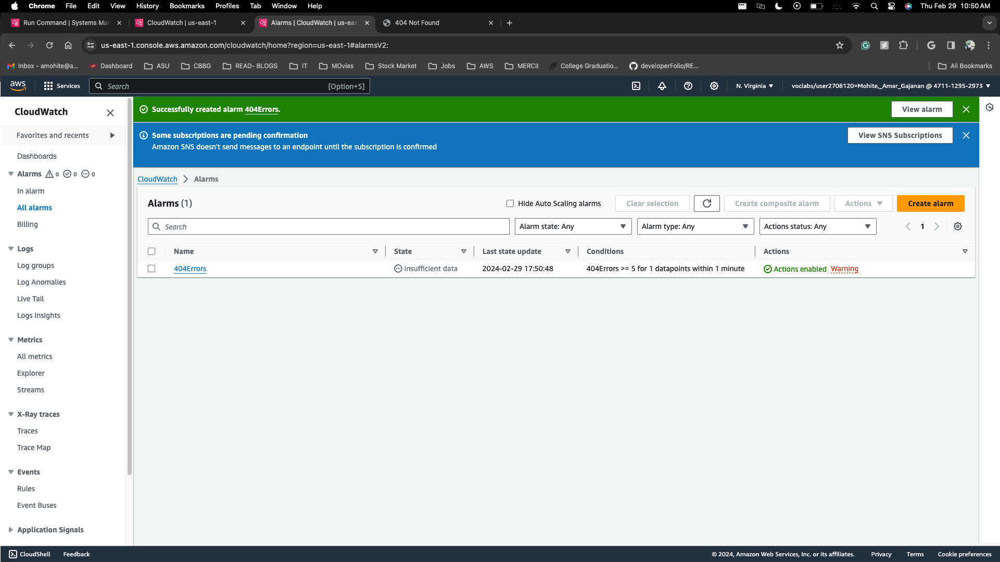 Chrome File Edit View History Bookmarks Profiles Tab Window Help Thu Feb 29 10:50 AM
Run Command | Systems Man CloudWatch | us-east-1 Alarms | CloudWatch | us-eas 404 Not Found
us-east-1.console.aws.amazon.com/cloudwatch/home?region=us-east-1#alarmsV2:
Inbox - amohite@a... Dashboard ASU CBBG READ- BLOGS IT MOvies Stock Market Jobs AWS MERCII College Graduatio... developerFolio/RE... All Bookmarks
aws Services Search [Option+S] N. Virginia voclabs/user2708120=Mohite,_Amar_Gajanan @ 4711-1295-2973
CloudWatch
Favorites and recents
Dashboards
Alarms 0 0 0
In alarm
All alarms
Billing
Logs
Log groups
Log Anomalies
Live Tail
Logs Insights
Metrics
All metrics
Explorer
Streams
X-Ray traces
Traces
Trace Map
Events
Rules
Event Buses
Application Signals
Successfully created alarm 404Errors. View alarm
Some subscriptions are pending confirmation View SNS Subscriptions
Amazon SNS doesn't send messages to an endpoint until the subscription is confirmed
CloudWatch Alarms
Alarms (1) Hide Auto Scaling alarms Clear selection Create composite alarm Actions Create alarm
Search Alarm state: Any Alarm type: Any Actions status: Any 1
Name State Last state update Conditions Actions
404Errors Insufficient data 2024-02-29 17:50:48 404Errors >= 5 for 1 datapoints within 1 minute Actions enabled Warning
CloudShell Feedback © 2024, Amazon Web Services, Inc. or its affiliates. Privacy Terms Cookie preferences